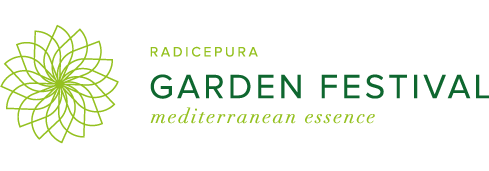 RADICEPURA
GARDEN FESTIVAL
mediterranean essence